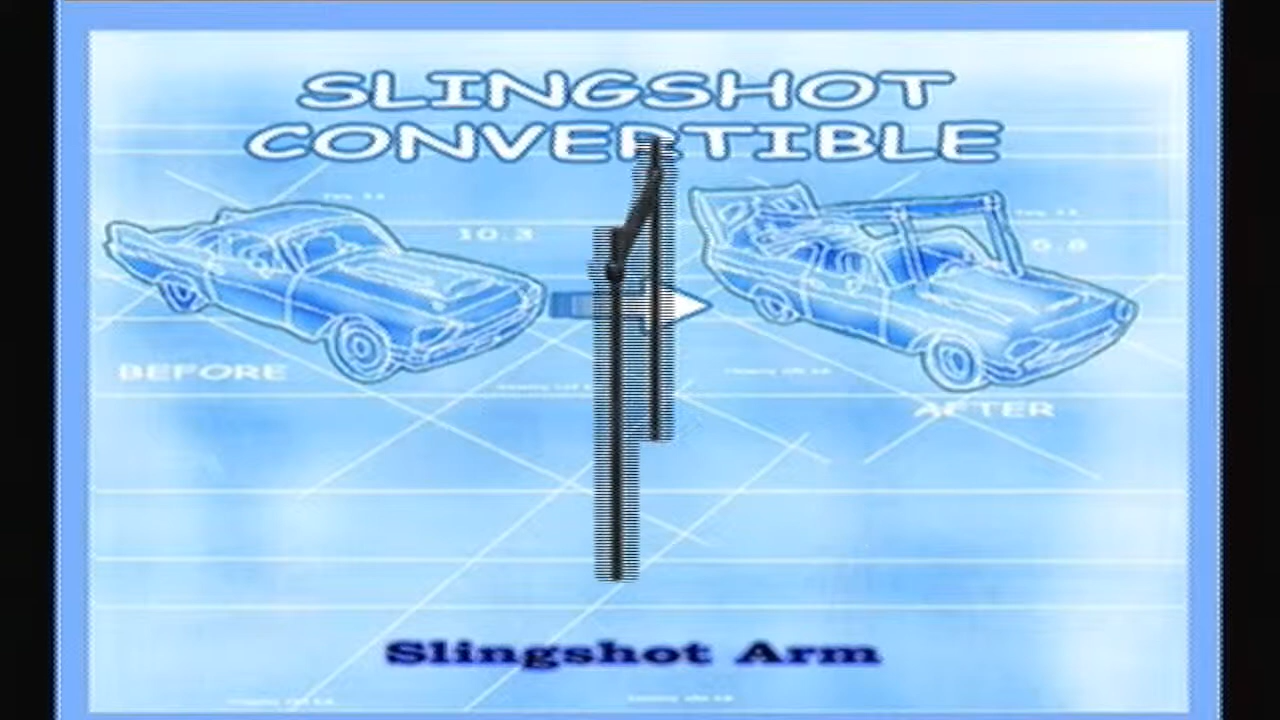 SLINGSHOT
CONVERTIBLE
10.3
BEFORE
AFTER
Slingshot Arm